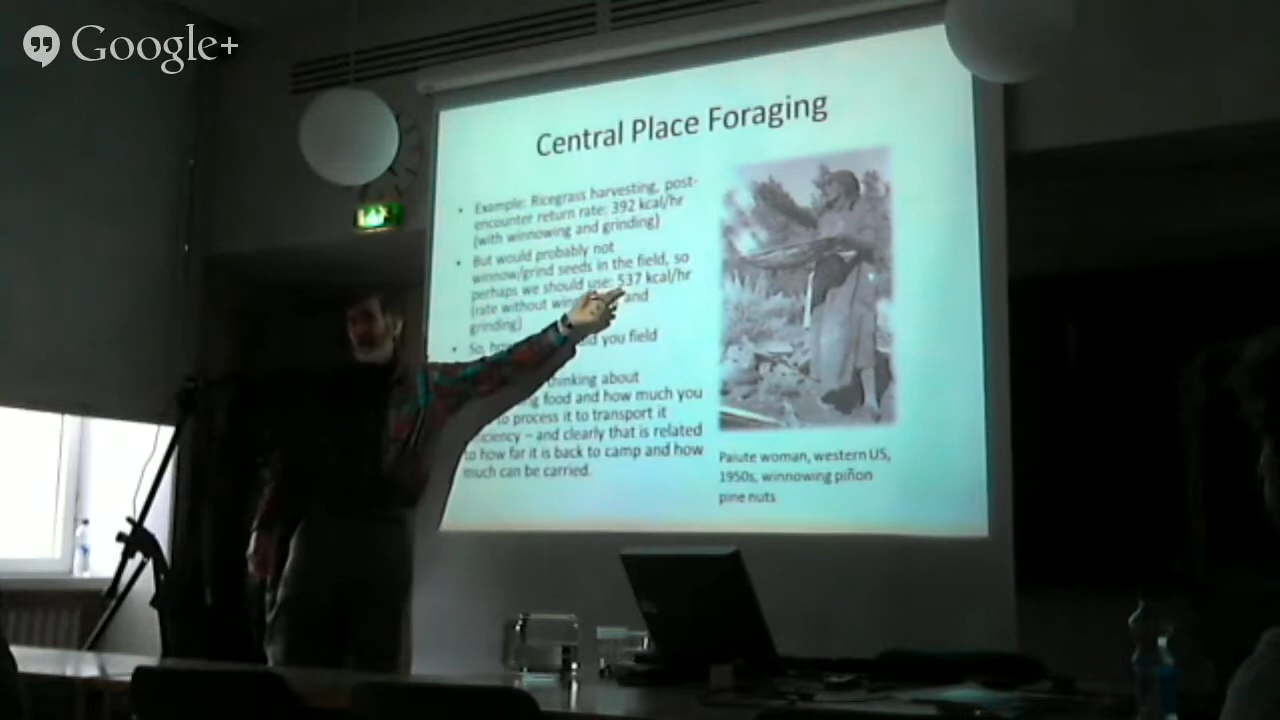 Google+
Central Place Foraging
• Example: Ricegrass harvesting, post-
encounter return rate: 392 kcal/hr
(with winnowing and grinding)
• But would probably not
winnow/grind seeds in the field, so
perhaps we should use: 537 kcal/hr
(rate without and
grinding)
• So, you field
thinking about
food and how much you
process it to transport it
– and clearly that is related
to how far it is back to camp and how
much can be carried.
Paiute woman, western US,
1950s, winnowing piñon
pine nuts